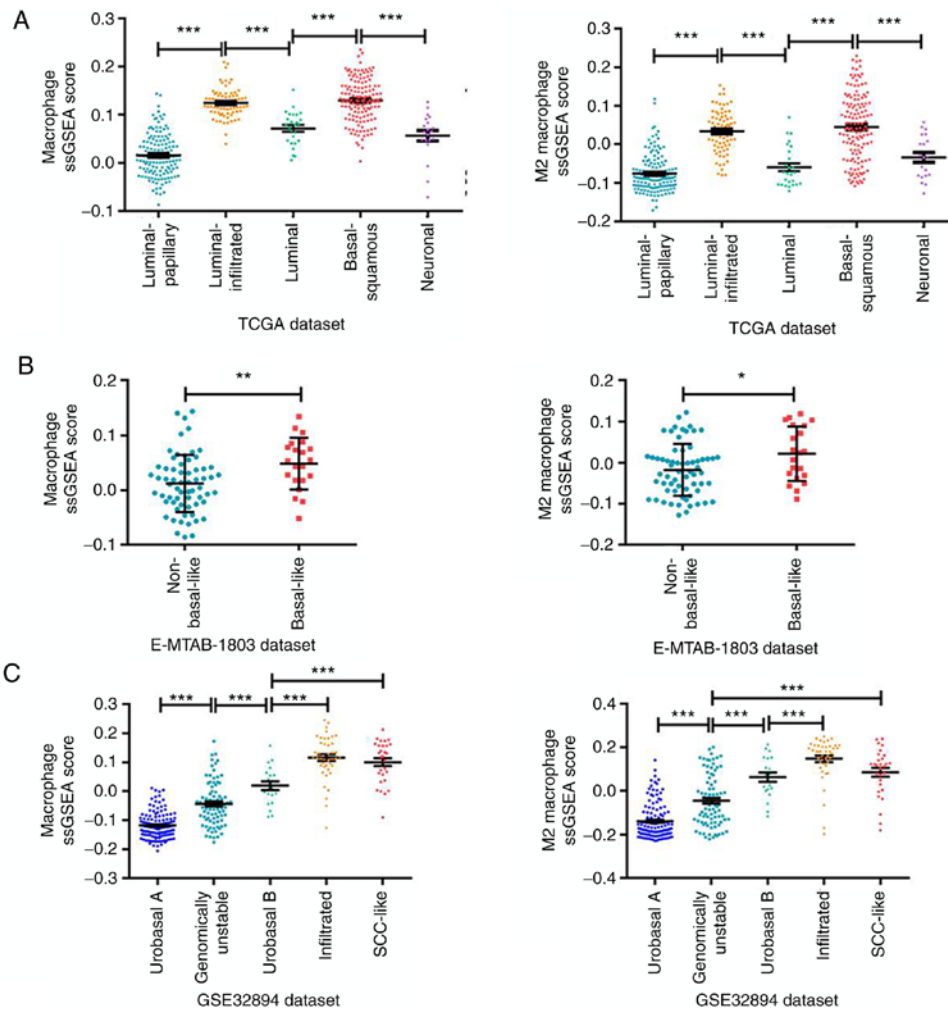 A
Macrophage
ssGSEA score
0.3
0.2
0.1
0.0
–0.1
***
***
***
***
Luminal-
papillary
Luminal-
infiltrated
Luminal
Basal-
squamous
Neuronal
TCGA dataset
M2 macrophage
ssGSEA score
0.3
0.2
0.1
0.0
–0.1
–0.2
***
***
***
***
Luminal-
papillary
Luminal-
infiltrated
Luminal
Basal-
squamous
Neuronal
TCGA dataset
B
Macrophage
ssGSEA score
0.2
0.1
0.0
–0.1
**
Non-
basal-like
Basal-like
E-MTAB-1803 dataset
M2 macrophage
ssGSEA score
0.2
0.1
0.0
–0.1
–0.2
*
Non-
basal-like
Basal-like
E-MTAB-1803 dataset
C
Macrophage
ssGSEA score
0.3
0.2
0.1
0.0
–0.1
–0.2
–0.3
***
***
***
***
Urobasal A
Genomically
unstable
Urobasal B
Infiltrated
SCC-like
GSE32894 dataset
M2 macrophage
ssGSEA score
0.4
0.2
0.0
–0.2
–0.4
***
***
***
***
Urobasal A
Genomically
unstable
Urobasal B
Infiltrated
SCC-like
GSE32894 dataset